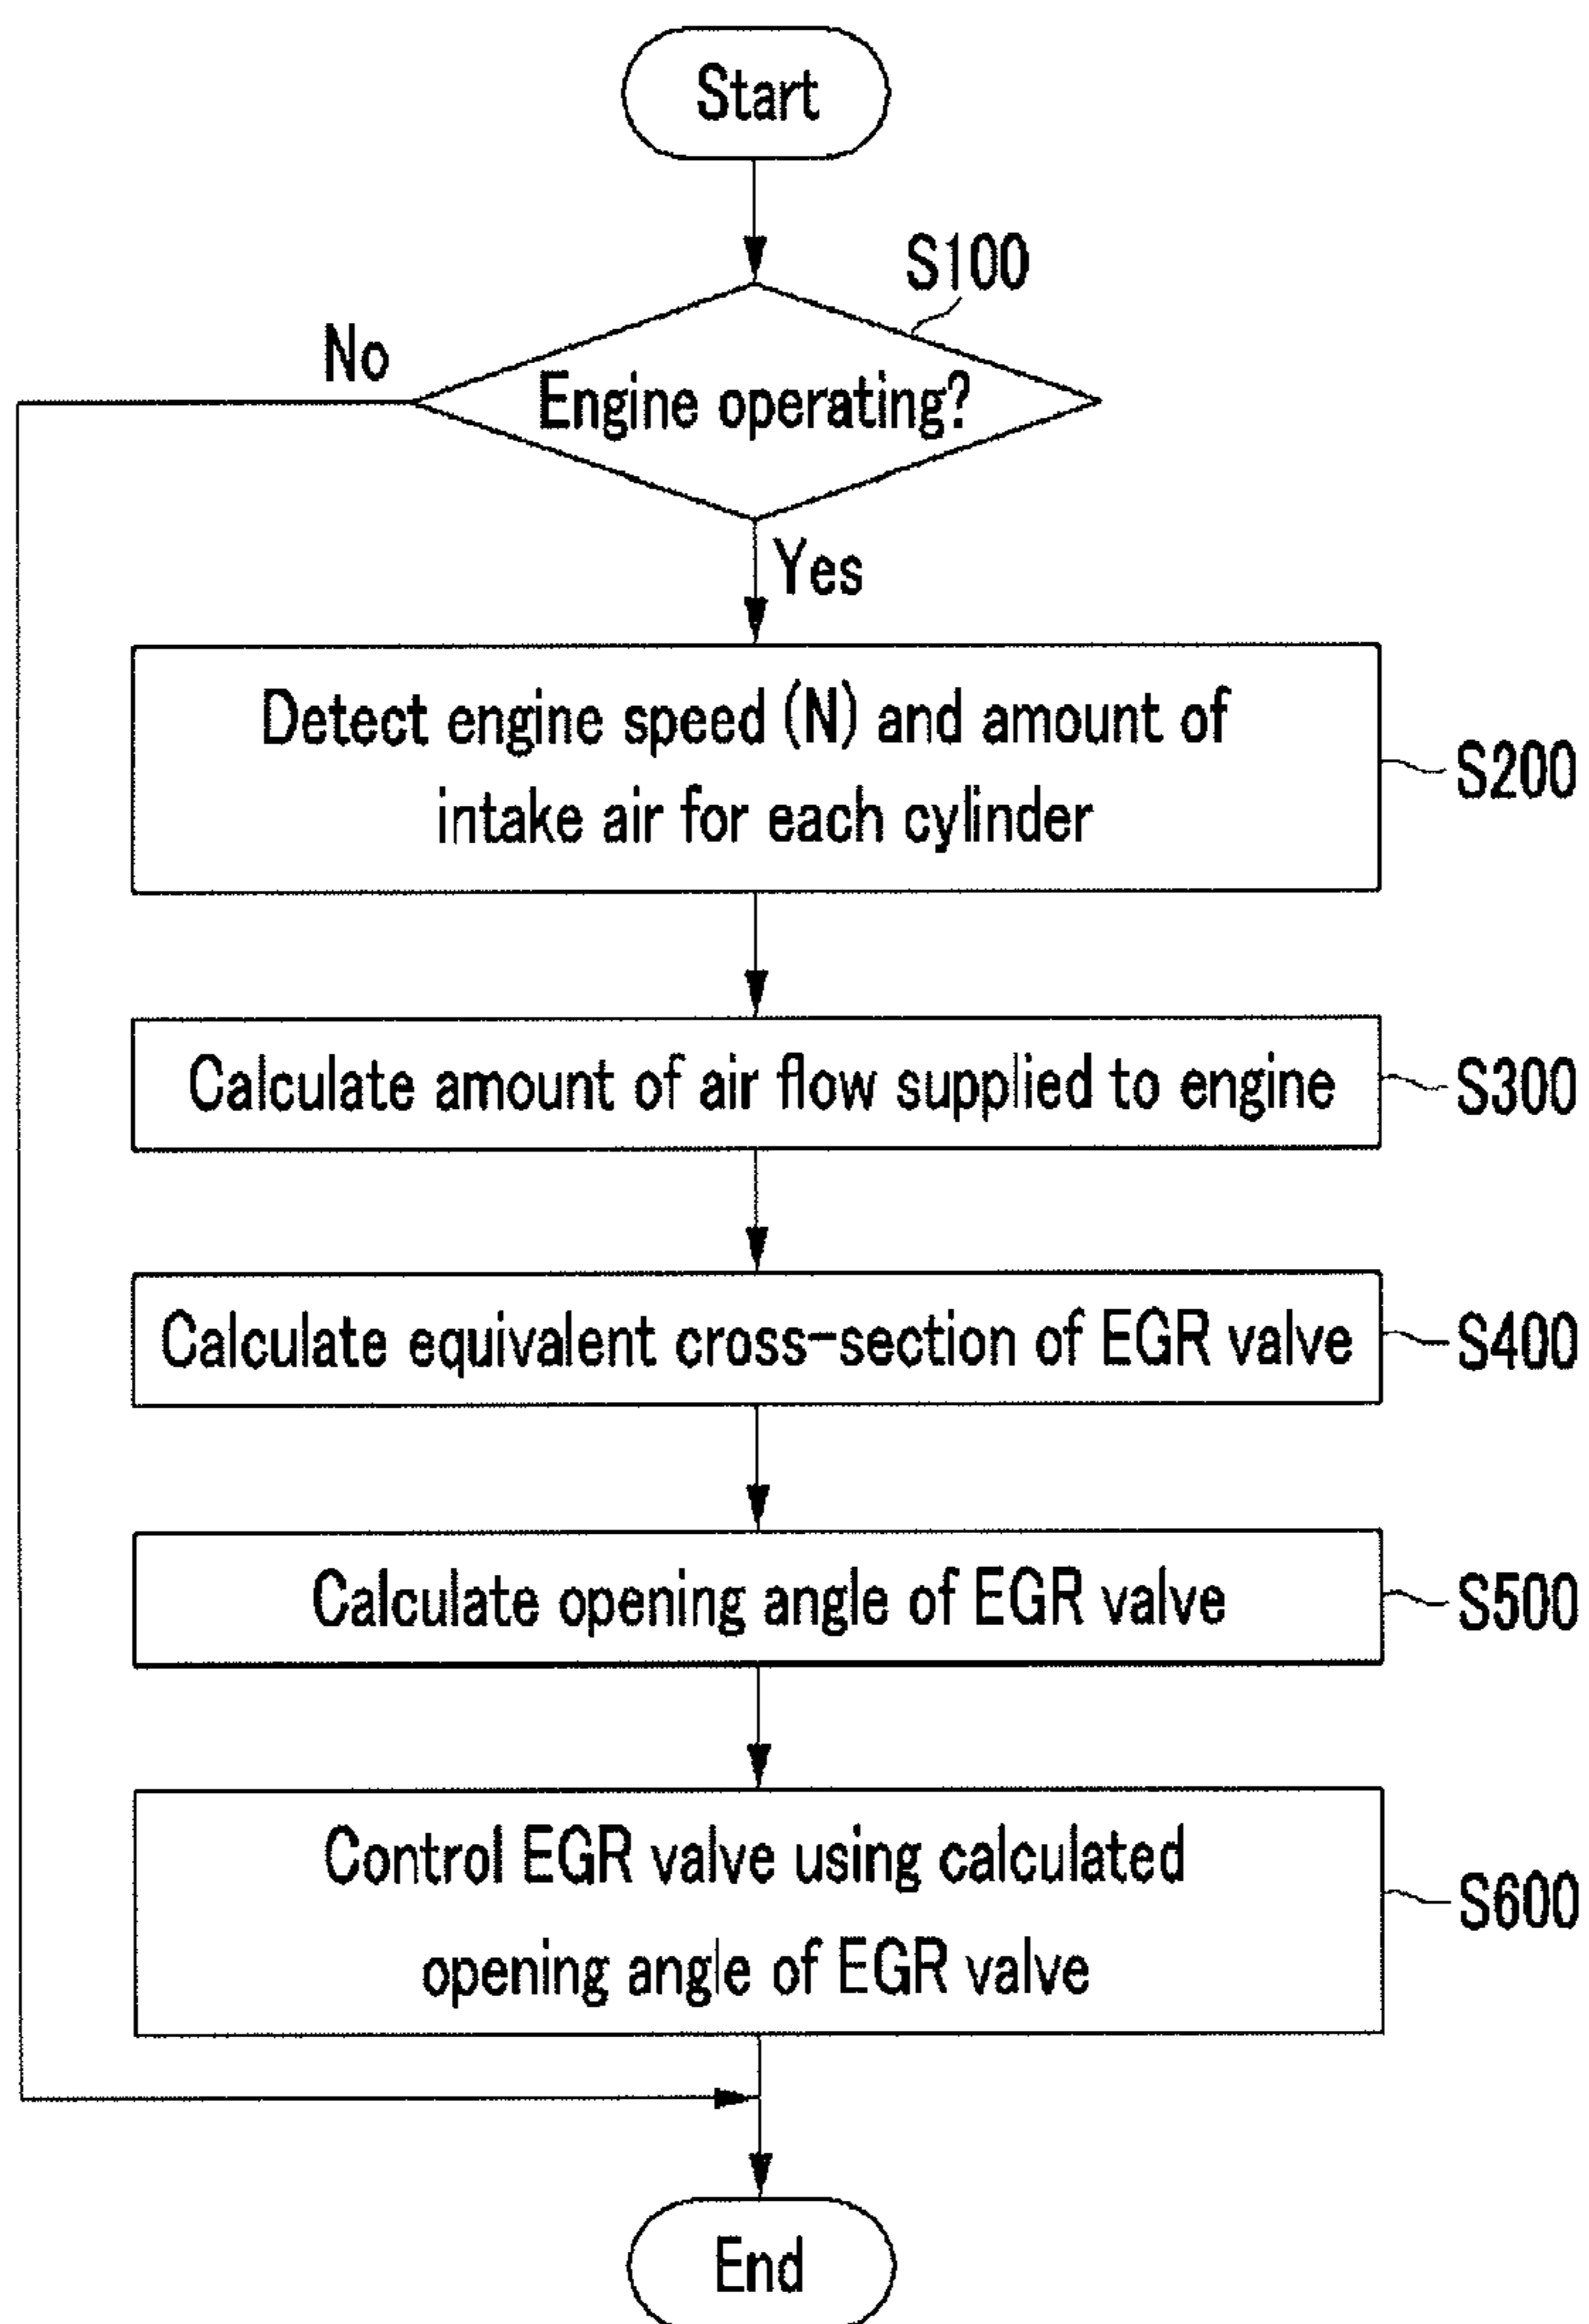 Start
S100
No
Engine operating?
Yes
Detect engine speed (N) and amount of
intake air for each cylinder
S200
Calculate amount of air flow supplied to engine
S300
Calculate equivalent cross-section of EGR valve
S400
Calculate opening angle of EGR valve
S500
Control EGR valve using calculated
opening angle of EGR valve
S600
End